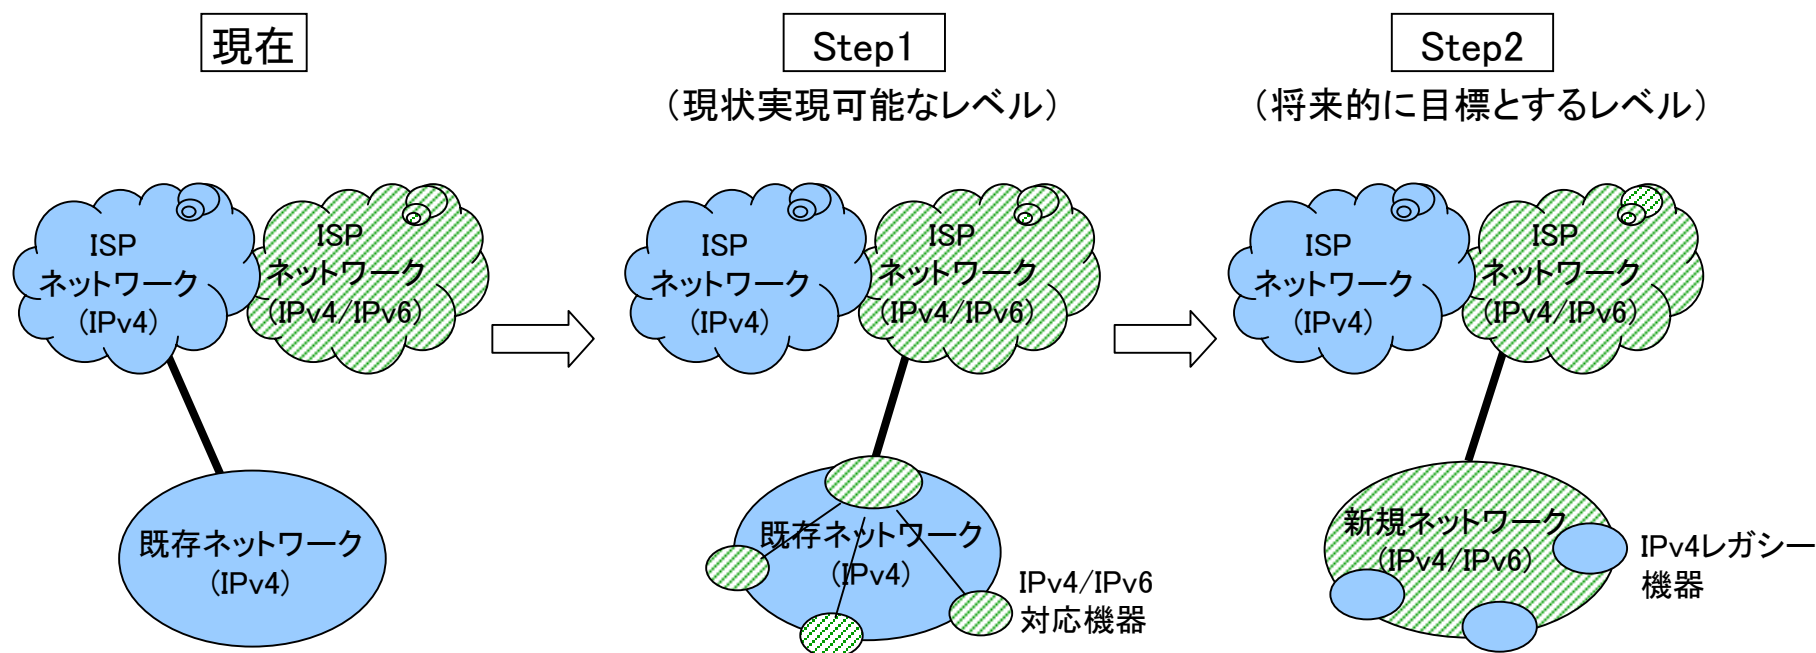 現在
Step1
（現状実現可能なレベル）
Step2
（将来的に目標とするレベル）
ISP
ネットワーク
(IPv4)
ISP
ネットワーク
(IPv4/IPv6)
既存ネットワーク
(IPv4)
ISP
ネットワーク
(IPv4)
ISP
ネットワーク
(IPv4/IPv6)
既存ネットワーク
(IPv4)
IPv4/IPv6
対応機器
ISP
ネットワーク
(IPv4)
ISP
ネットワーク
(IPv4/IPv6)
新規ネットワーク
(IPv4/IPv6)
IPv4レガシー
機器